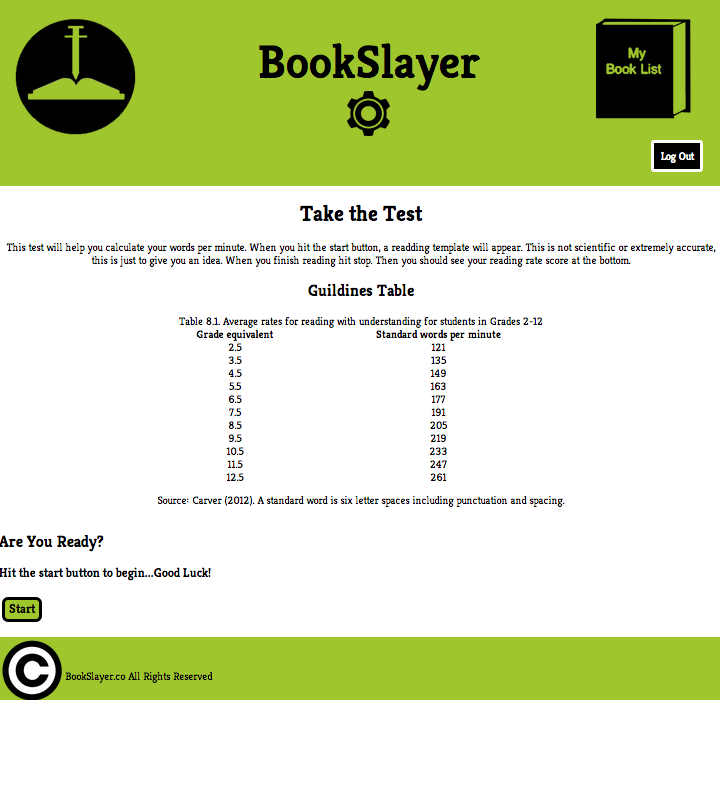 BookSlayer
My
Book List
Log Out
Take the Test
This test will help you calculate your words per minute. When you hit the start button, a readding template will appear. This is not scientific or extremely accurate,
this is just to give you an idea. When you finish reading hit stop. Then you should see your reading rate score at the bottom.
Guildines Table
Table 8.1. Average rates for reading with understanding for students in Grades 2-12
Grade equivalent Standard words per minute
2.5 121
3.5 135
4.5 149
5.5 163
6.5 177
7.5 191
8.5 205
9.5 219
10.5 233
11.5 247
12.5 261
Source: Carver (2012). A standard word is six letter spaces including punctuation and spacing.
Are You Ready?
Hit the start button to begin...Good Luck!
Start
© BookSlayer.co All Rights Reserved